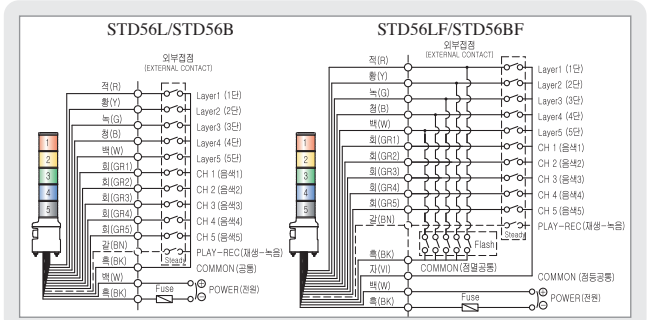 STD56L/STD56B
외부접점
(EXTERNAL CONTACT)
적(R)
Layer1 (1단)
황(Y)
Layer2 (2단)
녹(G)
Layer3 (3단)
청(B)
Layer4 (4단)
백(W)
Layer5 (5단)
회(GR1)
CH 1 (음색1)
회(GR2)
CH 2 (음색2)
회(GR3)
CH 3 (음색3)
회(GR4)
CH 4 (음색4)
회(GR5)
CH 5 (음색5)
갈(BN)
PLAY-REC(재생-녹음)
Steady
흑(BK)
COMMON (공통)
백(W)
Fuse
POWER(전원)
흑(BK)
1
2
3
4
5
STD56LF/STD56BF
외부접점
(EXTERNAL CONTACT)
적(R)
Layer1 (1단)
황(Y)
Layer2 (2단)
녹(G)
Layer3 (3단)
청(B)
Layer4 (4단)
백(W)
Layer5 (5단)
회(GR1)
CH 1 (음색1)
회(GR2)
CH 2 (음색2)
회(GR3)
CH 3 (음색3)
회(GR4)
CH 4 (음색4)
회(GR5)
CH 5 (음색5)
갈(BN)
PLAY-REC(재생-녹음)
Steady
Flash
흑(BK)
COMMON (점멸공통)
자(VI)
COMMON (점등공통)
백(W)
Fuse
POWER(전원)
흑(BK)
1
2
3
4
5